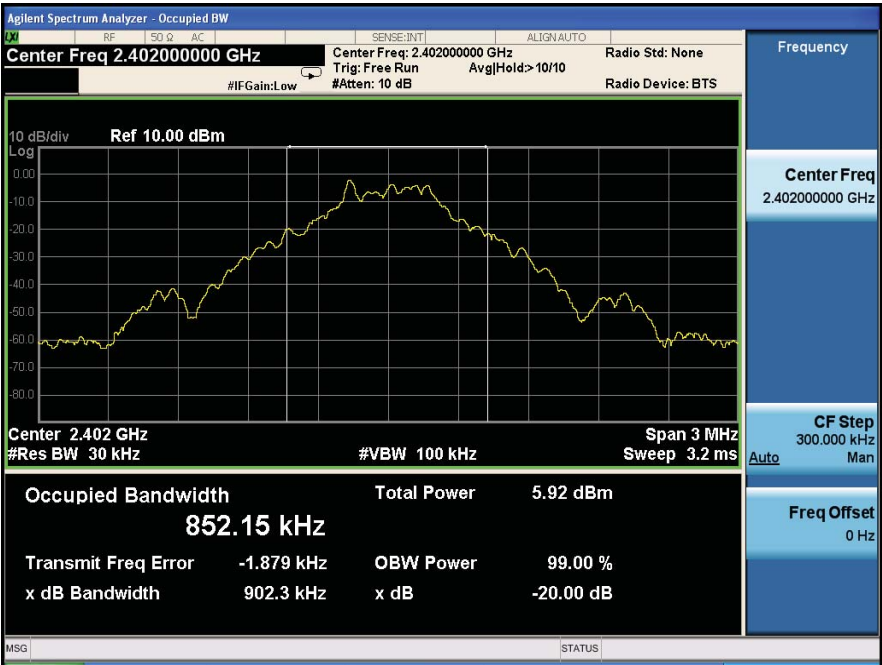 Agilent Spectrum Analyzer - Occupied BW
LXI RF 50 Ω AC SENSE:INT ALIGN AUTO
Center Freq 2.402000000 GHz
Center Freq: 2.402000000 GHz
Radio Std: None
Trig: Free Run Avg|Hold:>10/10
#IFGain:Low #Atten: 10 dB
Radio Device: BTS
Frequency
10 dB/div Ref 10.00 dBm
Log
0.00
-10.0
-20.0
-30.0
-40.0
-50.0
-60.0
-70.0
-80.0
Center Freq
2.402000000 GHz
Center 2.402 GHz Span 3 MHz
#Res BW 30 kHz #VBW 100 kHz Sweep 3.2 ms
CF Step
300.000 kHz
Auto Man
Occupied Bandwidth Total Power 5.92 dBm
852.15 kHz
Transmit Freq Error -1.879 kHz OBW Power 99.00 %
x dB Bandwidth 902.3 kHz x dB -20.00 dB
Freq Offset
0 Hz
MSG STATUS